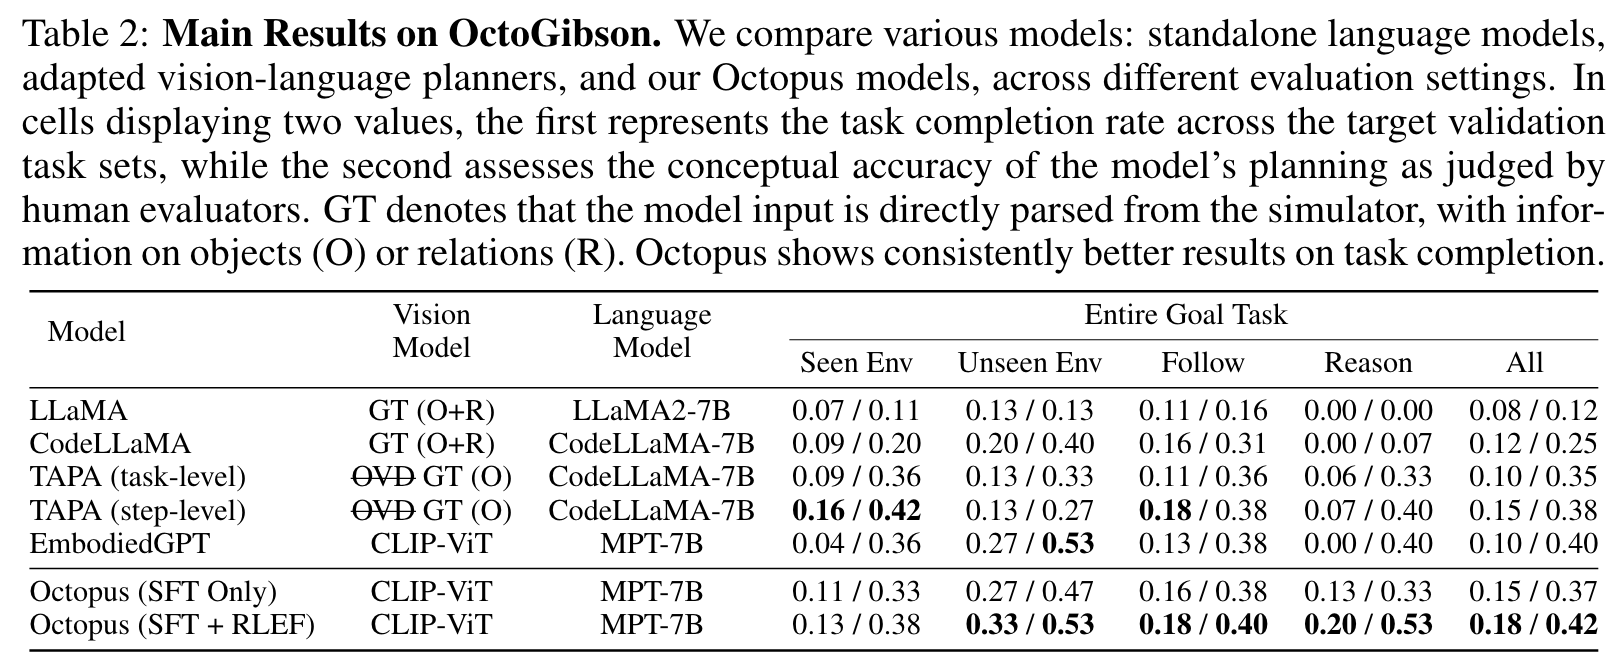 Table 2: Main Results on OctoGibson. We compare various models: standalone language models,
adapted vision-language planners, and our Octopus models, across different evaluation settings. In
cells displaying two values, the first represents the task completion rate across the target validation
task sets, while the second assesses the conceptual accuracy of the model's planning as judged by
human evaluators. GT denotes that the model input is directly parsed from the simulator, with infor-
mation on objects (O) or relations (R). Octopus shows consistently better results on task completion.
Model Vision Model Language Model Entire Goal Task
Seen Env Unseen Env Follow Reason All
LLaMA GT (O+R) LLaMA2-7B 0.07 / 0.11 0.13 / 0.13 0.11 / 0.16 0.00 / 0.00 0.08 / 0.12
CodeLLaMA GT (O+R) CodeLLaMA-7B 0.09 / 0.20 0.20 / 0.40 0.16 / 0.31 0.00 / 0.07 0.12 / 0.25
TAPA (task-level) OVD GT (O) CodeLLaMA-7B 0.09 / 0.36 0.13 / 0.33 0.11 / 0.36 0.06 / 0.33 0.10 / 0.35
TAPA (step-level) OVD GT (O) CodeLLaMA-7B 0.16 / 0.42 0.13 / 0.27 0.18 / 0.38 0.07 / 0.40 0.15 / 0.38
EmbodiedGPT CLIP-ViT MPT-7B 0.04 / 0.36 0.27 / 0.53 0.13 / 0.38 0.00 / 0.40 0.10 / 0.40
Octopus (SFT Only) CLIP-ViT MPT-7B 0.11 / 0.33 0.27 / 0.47 0.16 / 0.38 0.13 / 0.33 0.15 / 0.37
Octopus (SFT + RLEF) CLIP-ViT MPT-7B 0.13 / 0.38 0.33 / 0.53 0.18 / 0.40 0.20 / 0.53 0.18 / 0.42